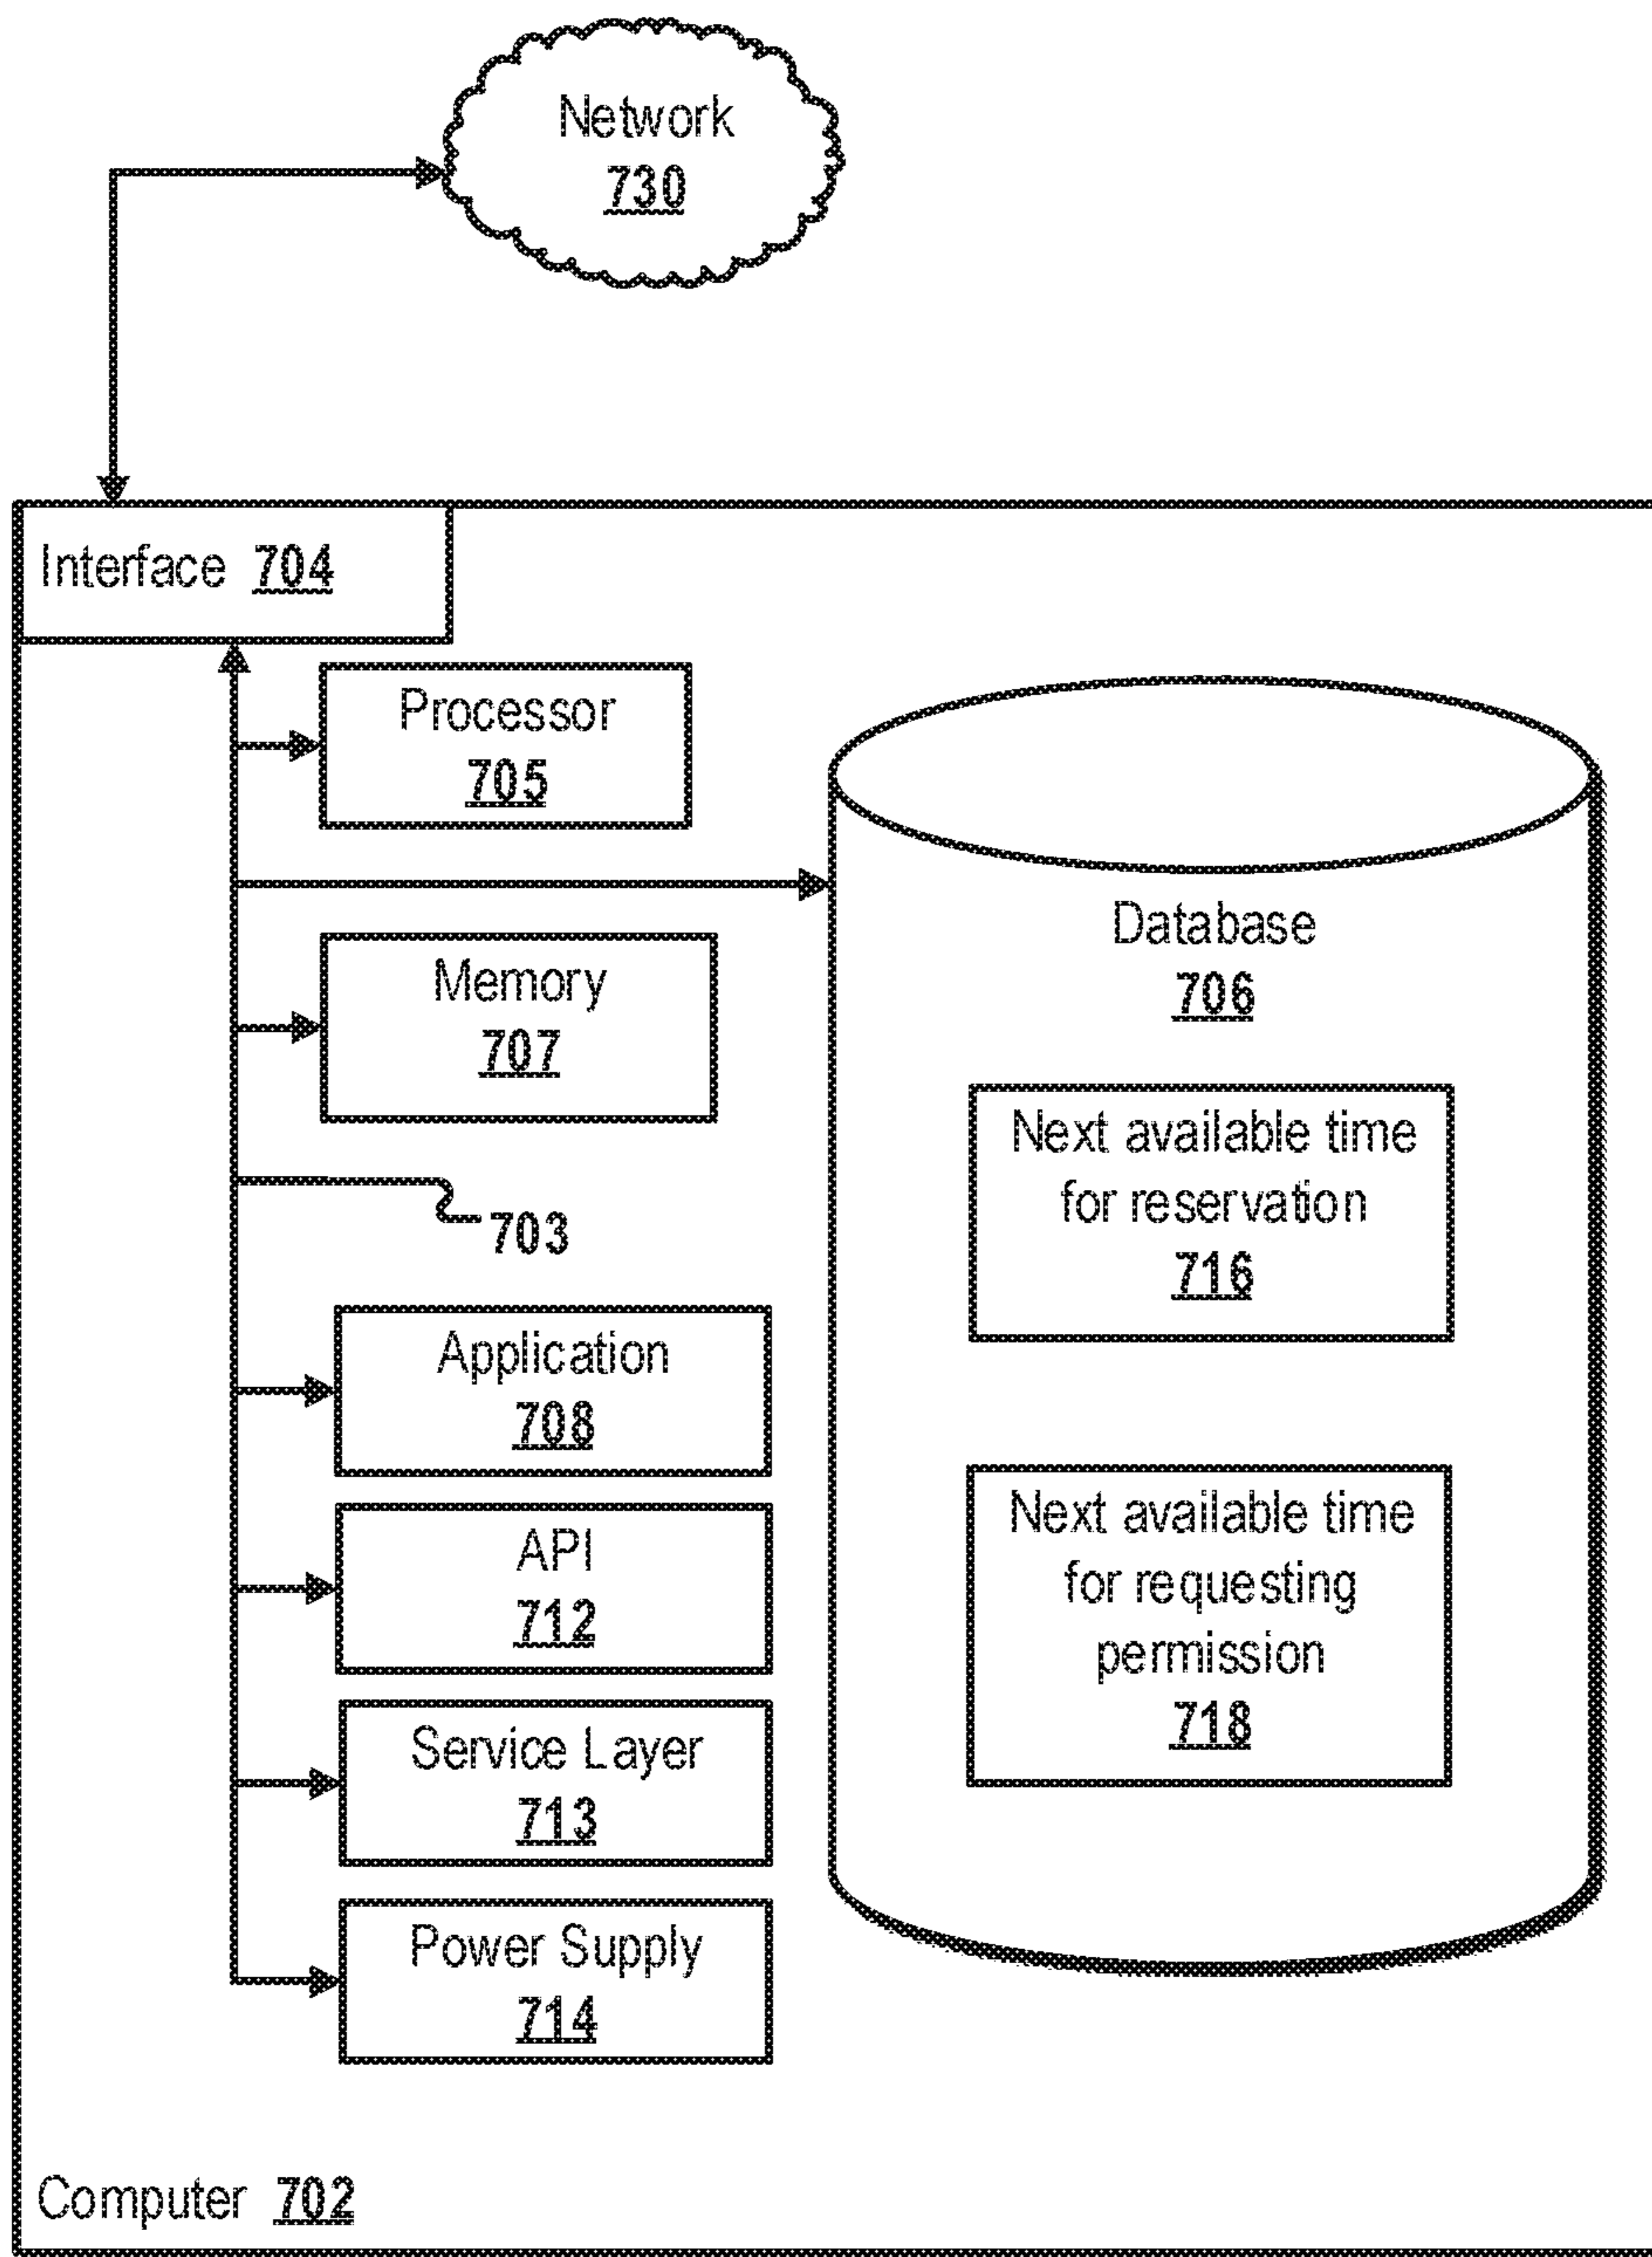 Network
730
Interface 704
Processor
705
Database
706
Memory
707
Next available time
for reservation
716
703
Application
708
API
712
Next available time
for requesting
permission
718
Service Layer
713
Power Supply
714
Computer 702